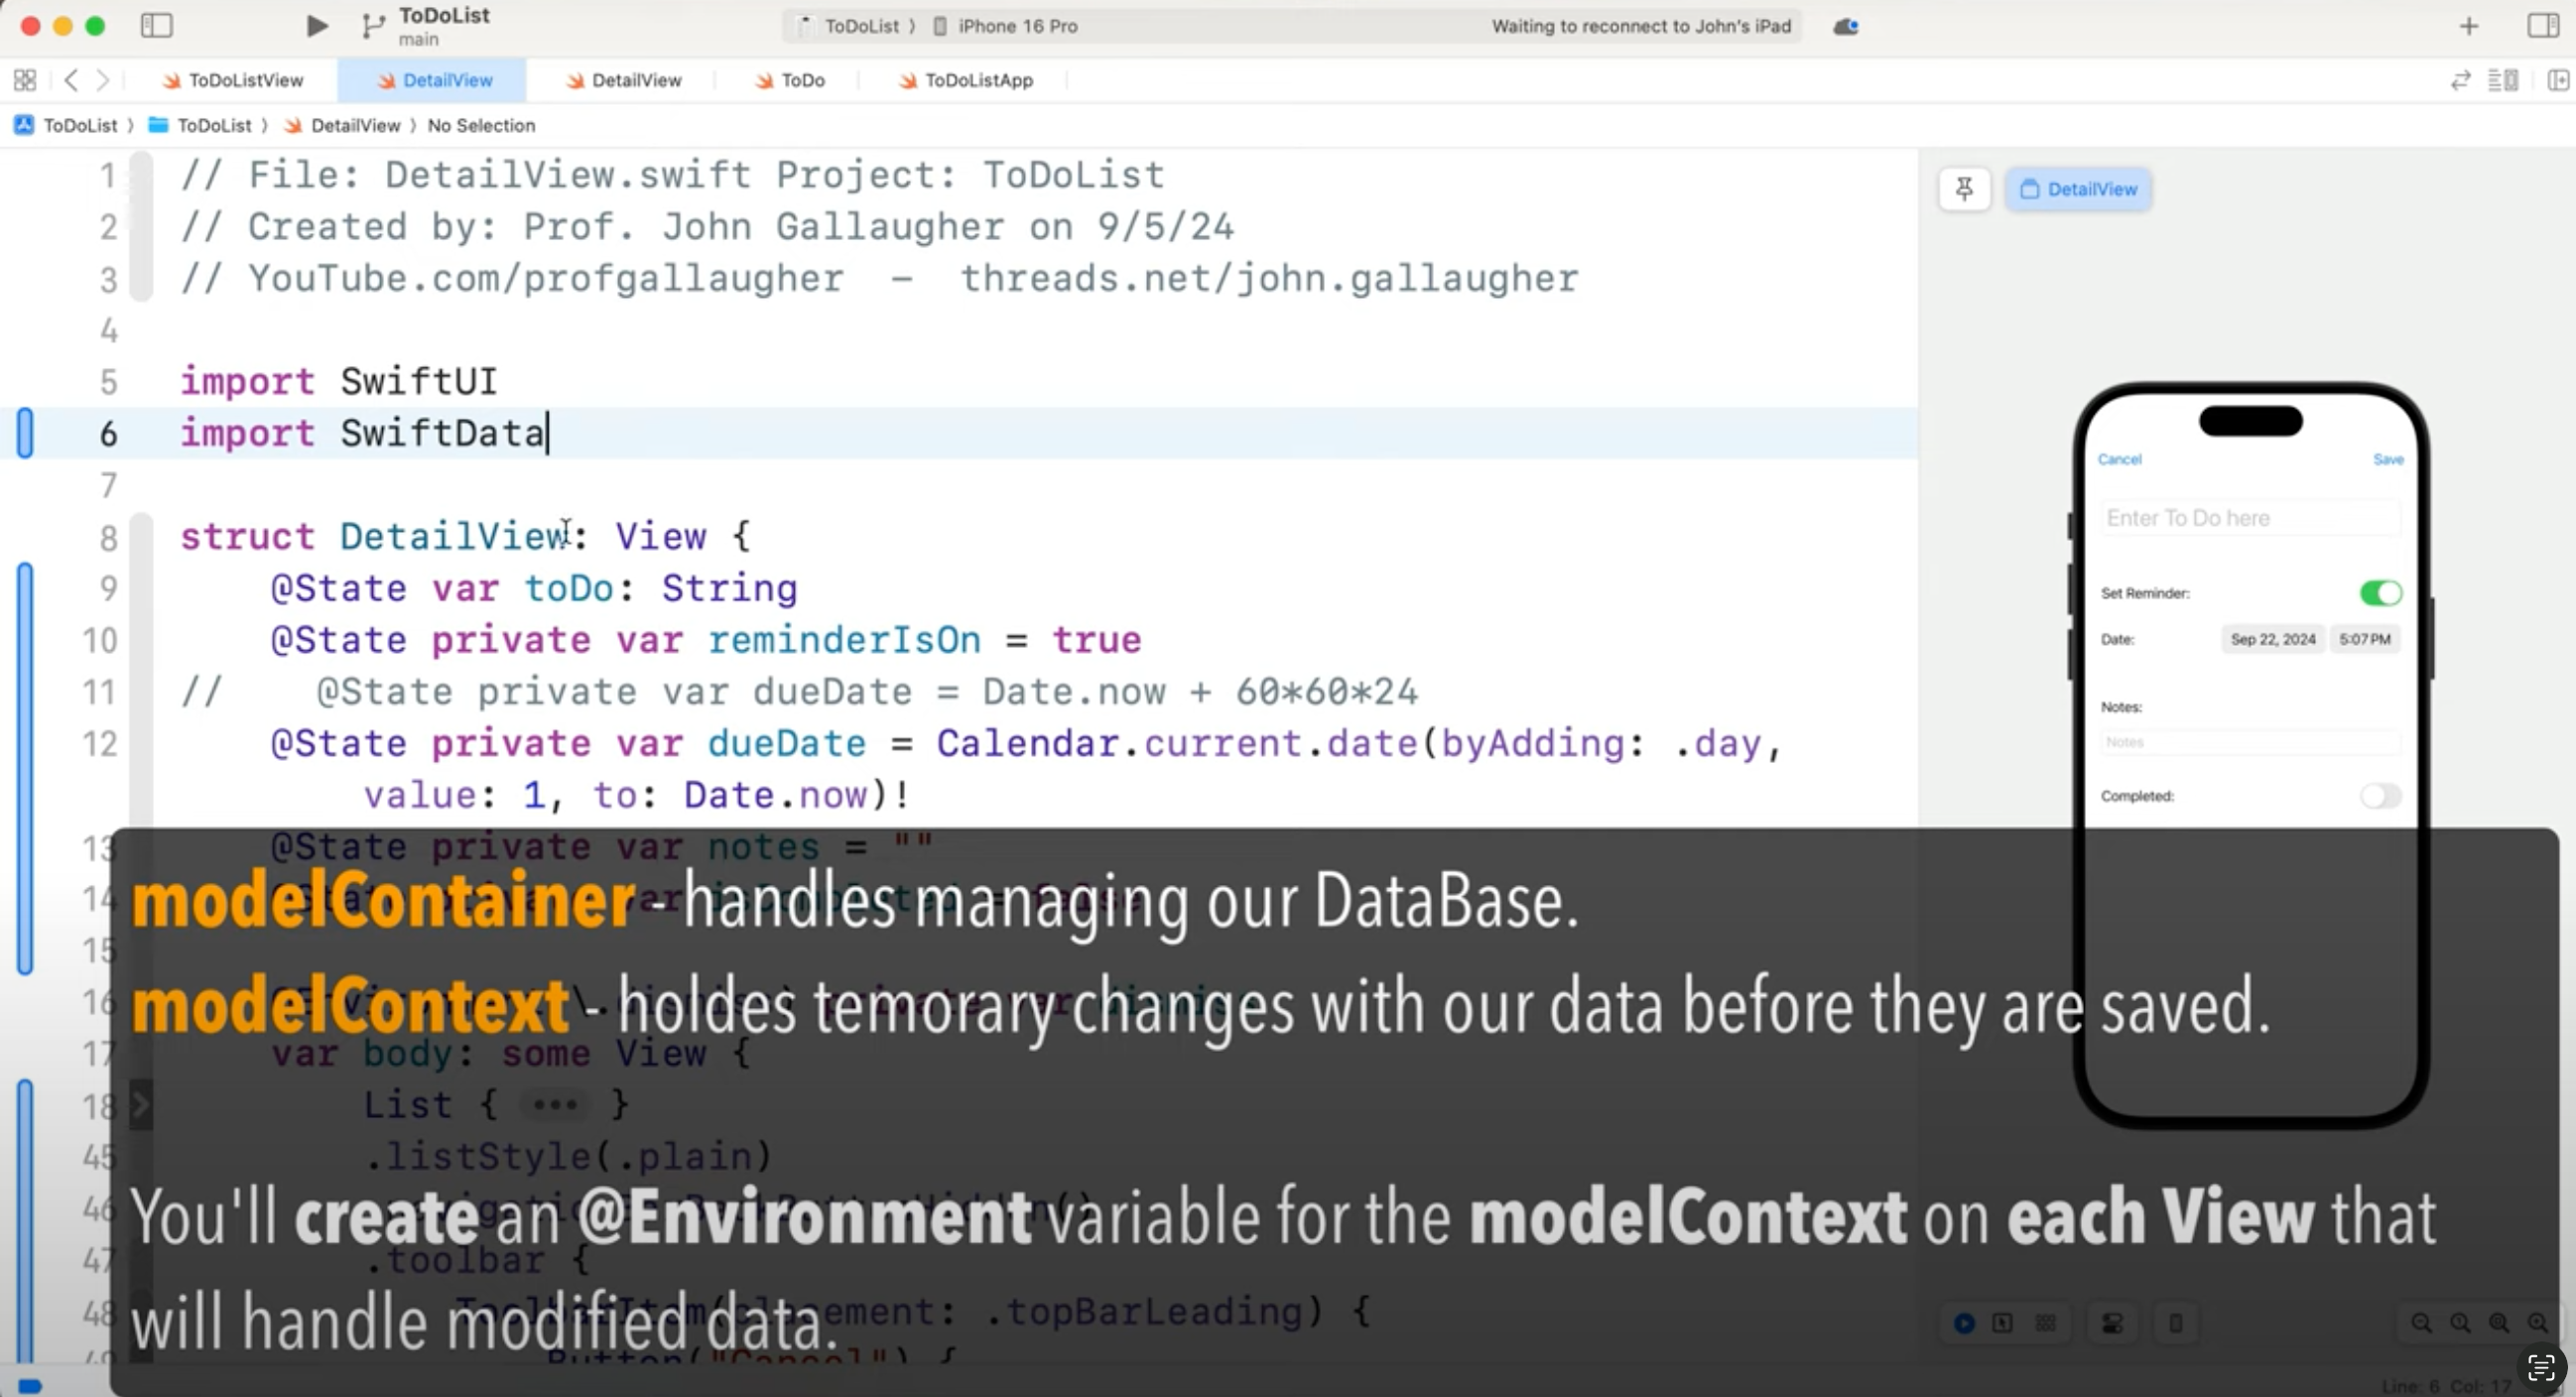 ToDoList
main
ToDoList ⟩ iPhone 16 Pro
Waiting to reconnect to John's iPad
ToDoListView DetailView DetailView ToDo ToDoListApp
ToDoList ⟩ ToDoList ⟩ DetailView ⟩ No Selection
1 // File: DetailView.swift Project: ToDoList
2 // Created by: Prof. John Gallaugher on 9/5/24
3 // YouTube.com/profgallaugher – threads.net/john.gallaugher
4
5 import SwiftUI
6 import SwiftData
7
8 struct DetailView: View {
9 @State var toDo: String
10 @State private var reminderIsOn = true
11 // @State private var dueDate = Date.now + 60*60*24
12 @State private var dueDate = Calendar.current.date(byAdding: .day,
value: 1, to: Date.now)!
13 @State private var notes = ""
14
15
16
17 var body: some View {
18 List { ••• }
45 .listStyle(.plain)
46
47 .toolbar {
48 ToolbarItem(placement: .topBarLeading) {
49 Button("Cancel") {
modelContainer - handles managing our DataBase.
modelContext - holdes temorary changes with our data before they are saved.
You'll create an @Environment variable for the modelContext on each View that
will handle modified data.
DetailView
Cancel Save
Enter To Do here
Set Reminder:
Date: Sep 22, 2024 5:07 PM
Notes:
Notes
Completed:
Line: 6 Col: 17